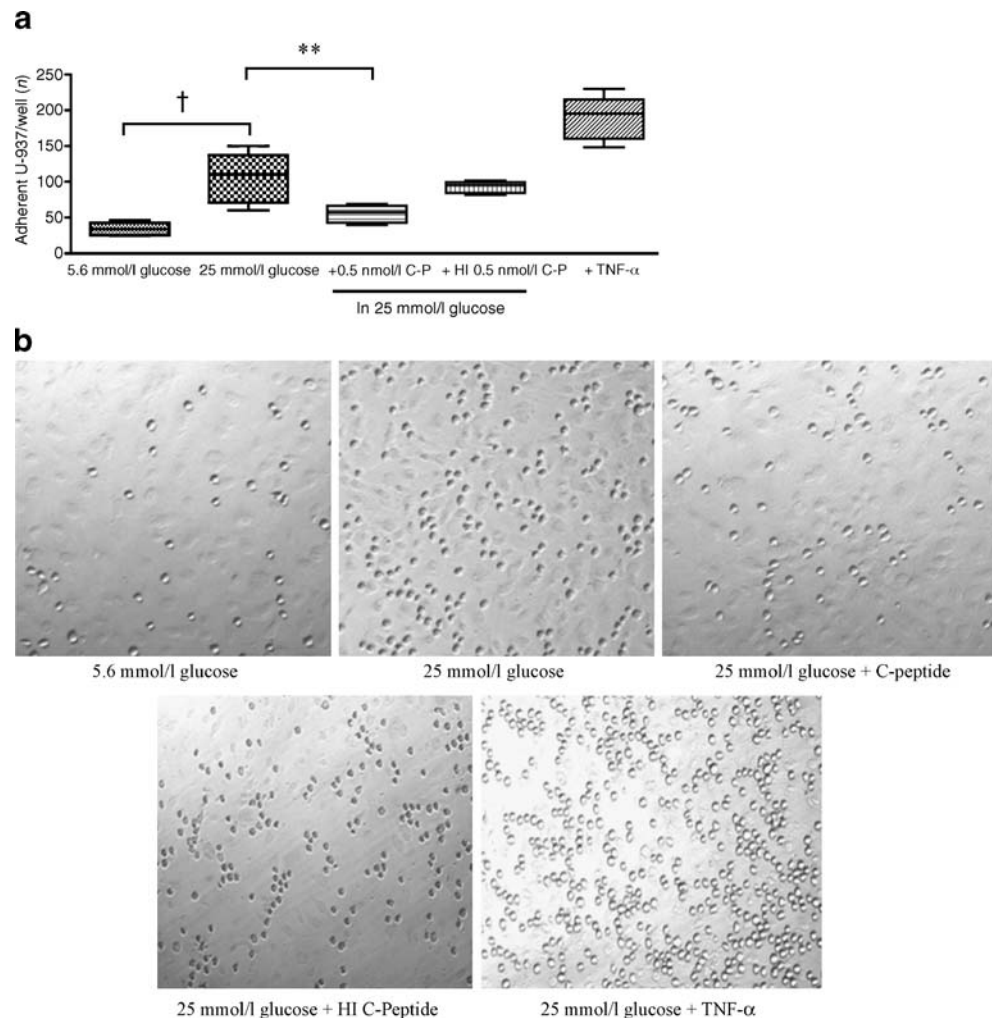 a
**
†
Adherent U-937/well (n)
250
200
150
100
50
0
5.6 mmol/l glucose 25 mmol/l glucose +0.5 nmol/l C-P + HI 0.5 nmol/l C-P + TNF-α
In 25 mmol/l glucose
b
5.6 mmol/l glucose 25 mmol/l glucose 25 mmol/l glucose + C-peptide
25 mmol/l glucose + HI C-Peptide 25 mmol/l glucose + TNF-α